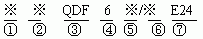 ※ ※ QDF 6 ※/※ E24
① ② ③ ④ ⑤ ⑥ ⑦